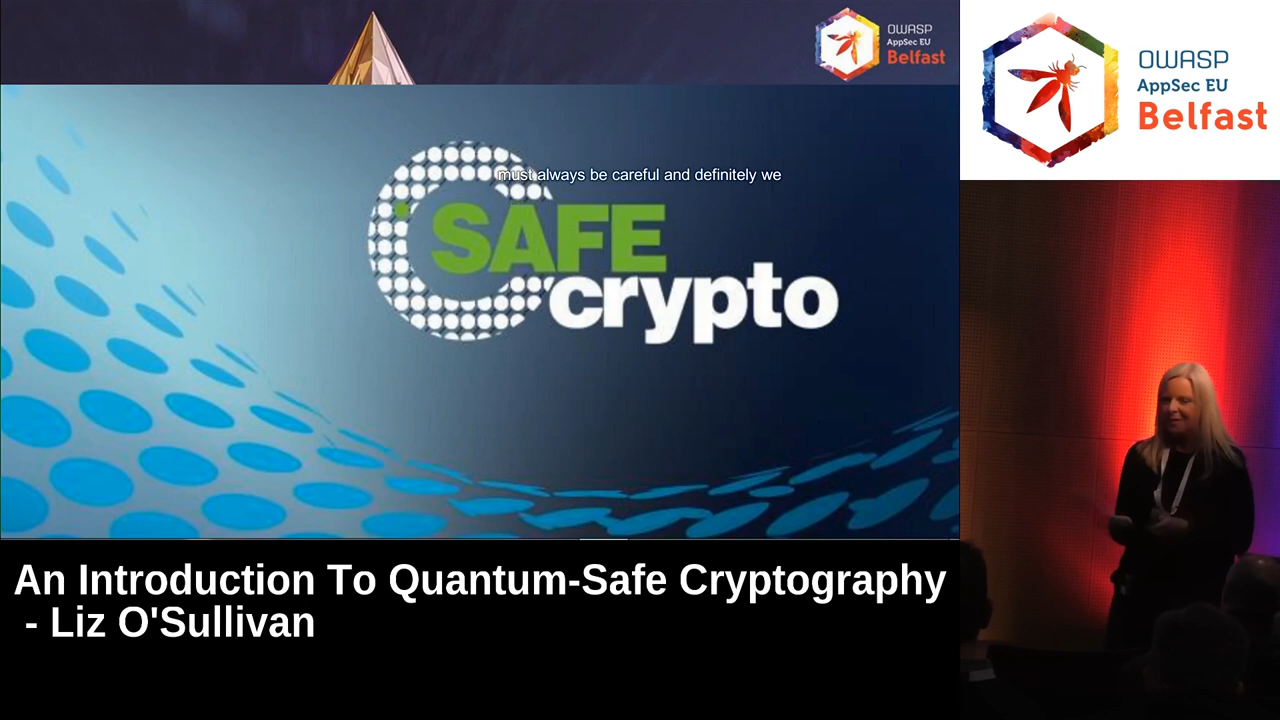 OWASP
AppSec EU
Belfast
OWASP
AppSec EU
Belfast
must always be careful and definitely we
SAFE
crypto
An Introduction To Quantum-Safe Cryptography
- Liz O'Sullivan